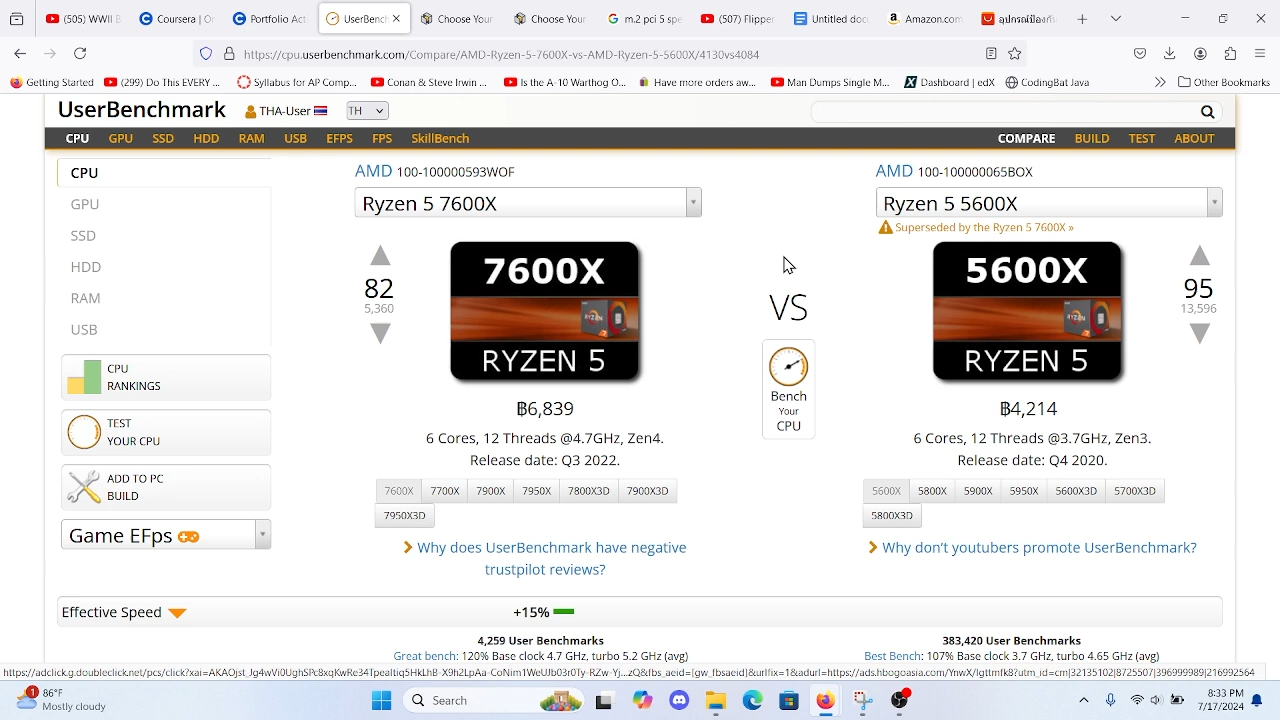 (505) WWII
Coursera | O
Portfolio Act
UserBench
Choose Your
Choose Your
m.2 pci 5 spe
(507) Flipper
Untitled doc
Amazon.com
https://cpu.userbenchmark.com/Compare/AMD-Ryzen-5-7600X-vs-AMD-Ryzen-5-5600X/4130vs4084
Getting Started
(299) Do This EVERY ...
Syllabus for AP Comp...
Conan & Steve Irwin ...
Is the A-10 Warthog O...
Have more orders aw...
Man Dumps Single M...
Dashboard | edX
CodingBat Java
Other Bookmarks
UserBenchmark
THA-User
TH
CPU GPU SSD HDD RAM USB EFPS FPS SkillBench COMPARE BUILD TEST ABOUT
CPU
GPU
SSD
HDD
RAM
USB
CPU
RANKINGS
TEST
YOUR CPU
ADD TO PC
BUILD
Game EFps
AMD 100-100000593WOF
Ryzen 5 7600X
82
5,360
7600X
RYZEN
RYZEN 5
฿6,839
6 Cores, 12 Threads @4.7GHz, Zen4.
Release date: Q3 2022.
7600X 7700X 7900X 7950X 7800X3D 7900X3D
7950X3D
Why does UserBenchmark have negative
trustpilot reviews?
VS
Bench
Your
CPU
AMD 100-100000065BOX
Ryzen 5 5600X
Superseded by the Ryzen 5 7600X »
95
13,596
5600X
RYZEN
RYZEN 5
฿4,214
6 Cores, 12 Threads @3.7GHz, Zen3.
Release date: Q4 2020.
5600X 5800X 5900X 5950X 5600X3D 5700X3D
5800X3D
Why don't youtubers promote UserBenchmark?
Effective Speed
+15%
4,259 User Benchmarks
383,420 User Benchmarks
Great bench: 120% Base clock 4.7 GHz, turbo 5.2 GHz (avg)
Best Bench: 107% Base clock 3.7 GHz, turbo 4.65 GHz (avg)
1
86°F
Mostly cloudy
Search
8:33 PM
7/17/2024